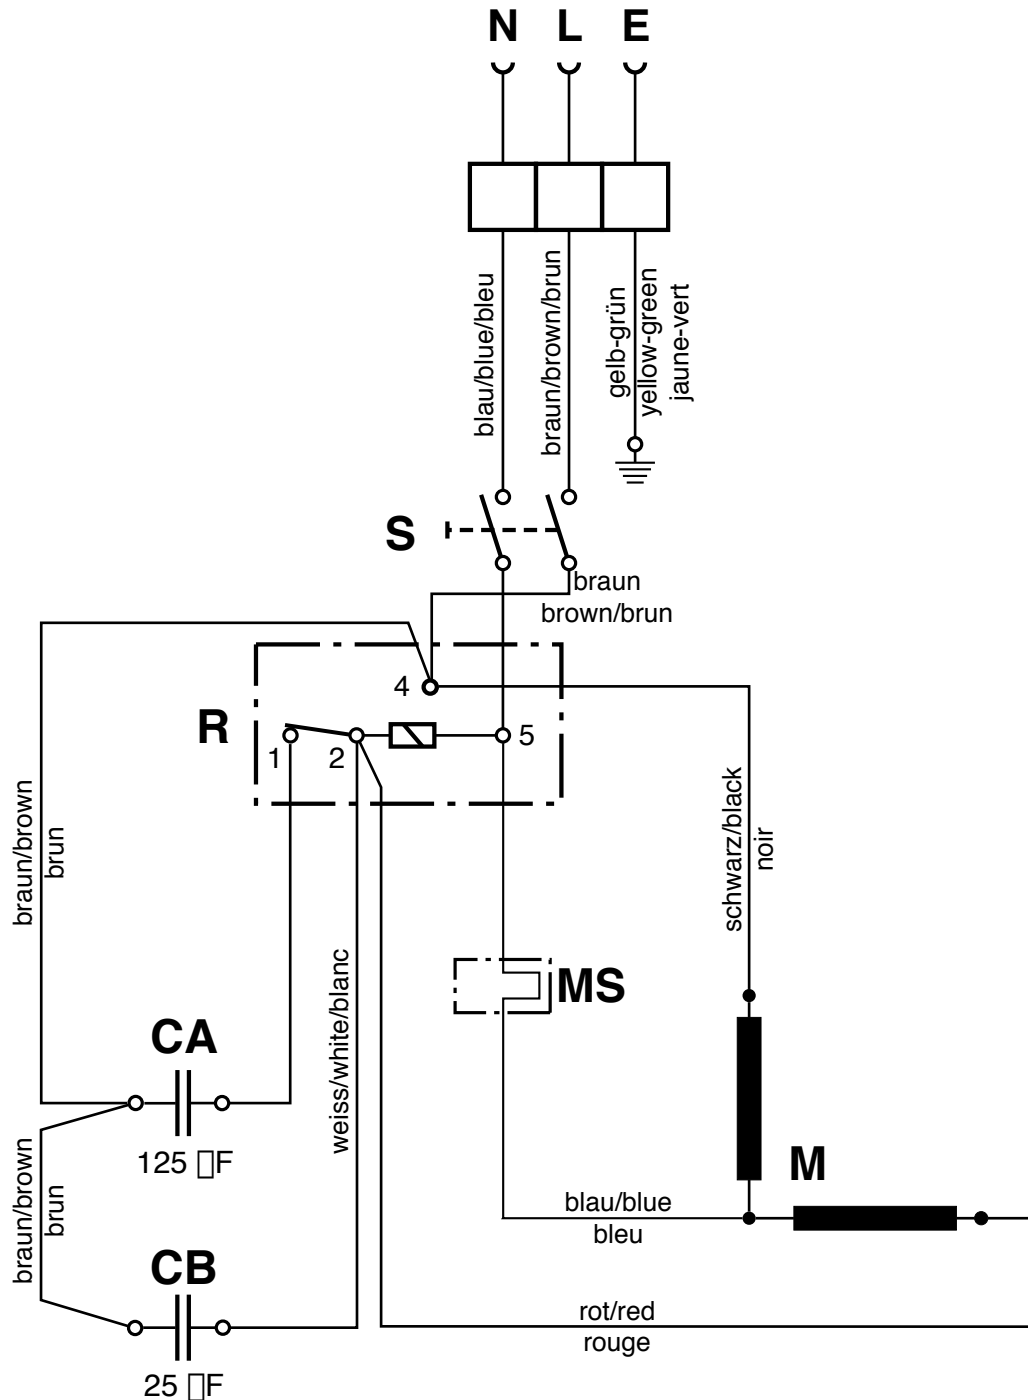 N L E
blau/blue/bleu
braun/brown/brun
gelb-grün
yellow-green
jaune-vert
S
braun
brown/brun
4
R
1
2
5
braun/brown
brun
schwarz/black
noir
weiss/white/blanc
MS
CA
125 □F
M
blau/blue
bleu
braun/brown
brun
CB
25 □F
rot/red
rouge